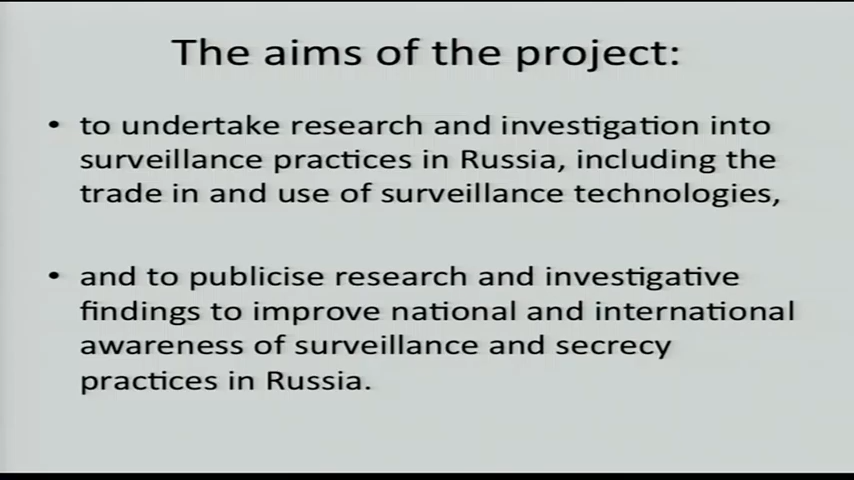 The aims of the project:
• to undertake research and investigation into
surveillance practices in Russia, including the
trade in and use of surveillance technologies,
• and to publicise research and investigative
findings to improve national and international
awareness of surveillance and secrecy
practices in Russia.